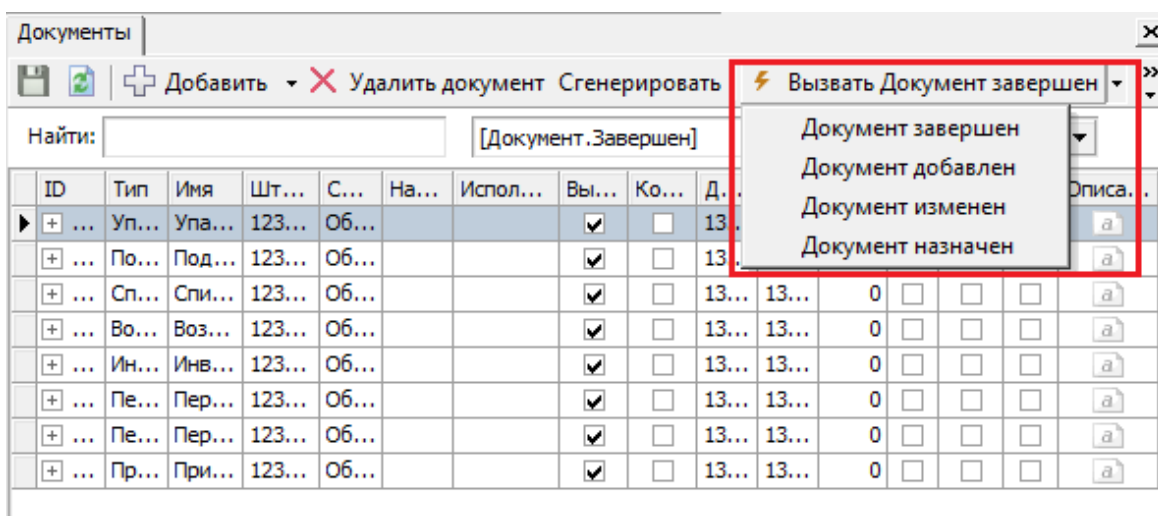 Документы
Добавить Удалить документ Сгенерировать Вызвать Документ завершен
Найти: [Документ.Завершен]
Документ завершен
Документ добавлен
Документ изменен
Документ назначен
ID Тип Имя Шт... С... На... Испол... Вы... Ко... Д... Описа...
... Уп... Упа... 123... Об... 13...
... По... Под... 123... Об... 13...
... Сп... Спи... 123... Об... 13... 13... 0
... Во... Воз... 123... Об... 13... 13... 0
... Ин... Инв... 123... Об... 13... 13... 0
... Пе... Пер... 123... Об... 13... 13... 0
... Пе... Пер... 123... Об... 13... 13... 0
... Пр... При... 123... Об... 13... 13... 0